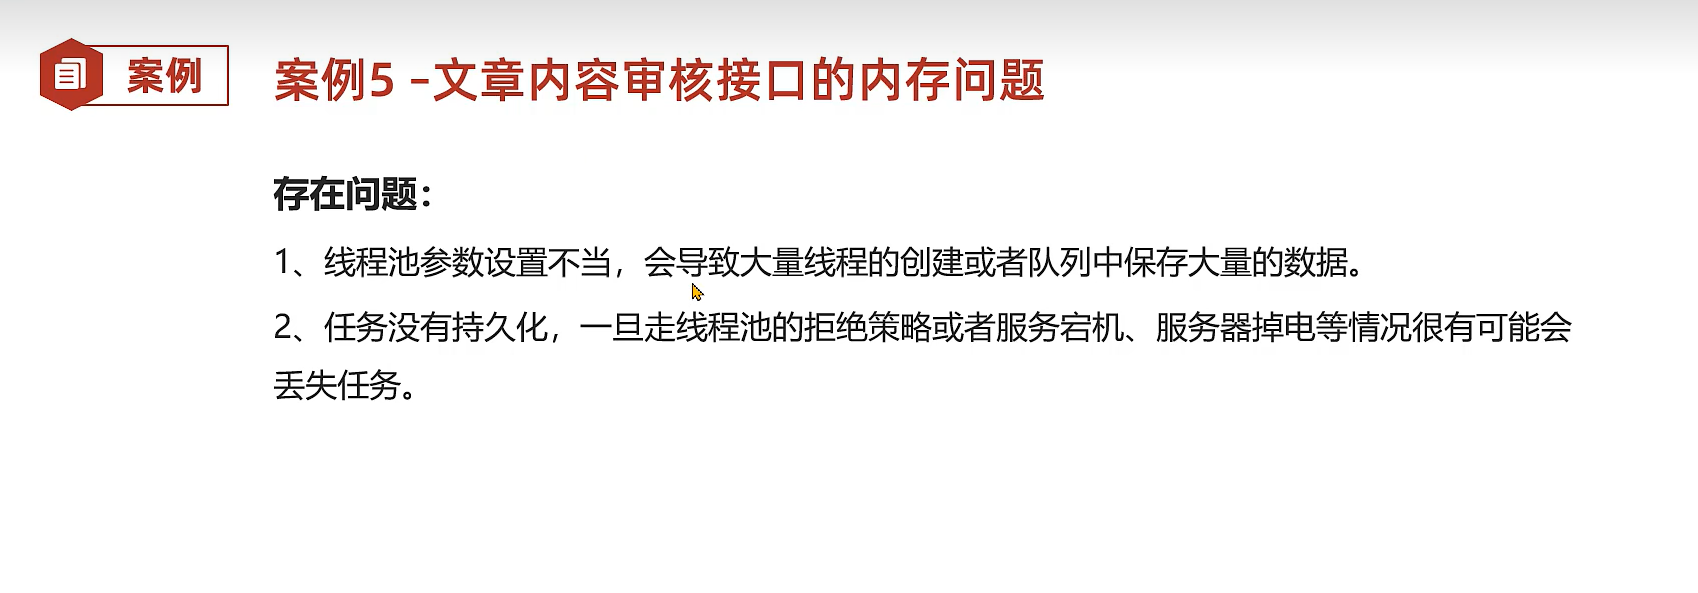 案例
案例5 –文章内容审核接口的内存问题
存在问题：
1、线程池参数设置不当，会导致大量线程的创建或者队列中保存大量的数据。
2、任务没有持久化，一旦走线程池的拒绝策略或者服务宕机、服务器掉电等情况很有可能会
丢失任务。